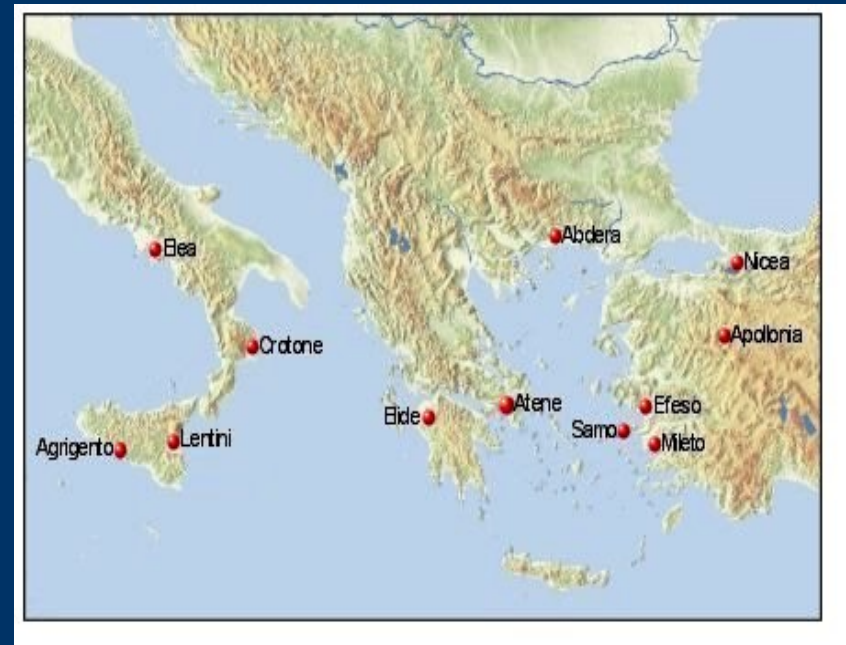 Abdera
Elea
Nicea
Apollonia
Crotone
Atene
Efeso
Elide
Samo
Lentini
Mileto
Agrigento